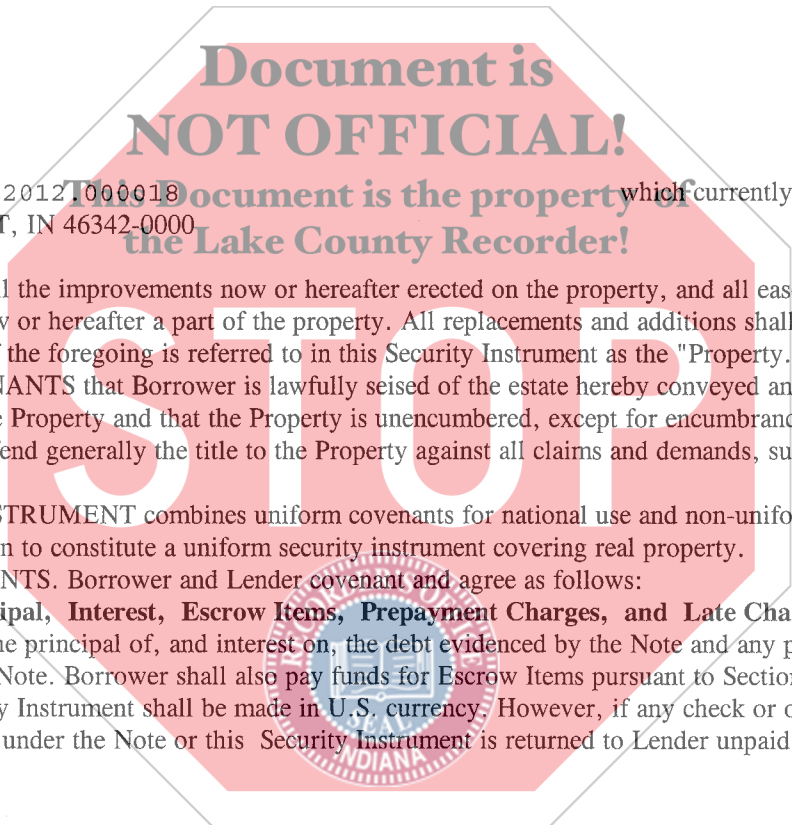 Document is
NOT OFFICIAL!
2012.000018 which currently
This Document is the property of
T, IN 46342-0000
the Lake County Recorder!
l the improvements now or hereafter erected on the property, and all eas
w or hereafter a part of the property. All replacements and additions shall
f the foregoing is referred to in this Security Instrument as the "Property.
NANTS that Borrower is lawfully seised of the estate hereby conveyed an
e Property and that the Property is unencumbered, except for encumbranc
fend generally the title to the Property against all claims and demands, su
STOP
STRUMENT combines uniform covenants for national use and non-unifo
n to constitute a uniform security instrument covering real property.
NTS. Borrower and Lender covenant and agree as follows:
ipal, Interest, Escrow Items, Prepayment Charges, and Late Cha
he principal of, and interest on, the debt evidenced by the Note and any p
Note. Borrower shall also pay funds for Escrow Items pursuant to Section
y Instrument shall be made in U.S. currency. However, if any check or o
under the Note or this Security Instrument is returned to Lender unpaid
RECORDER'S OFFICE
SEAL
INDIANA